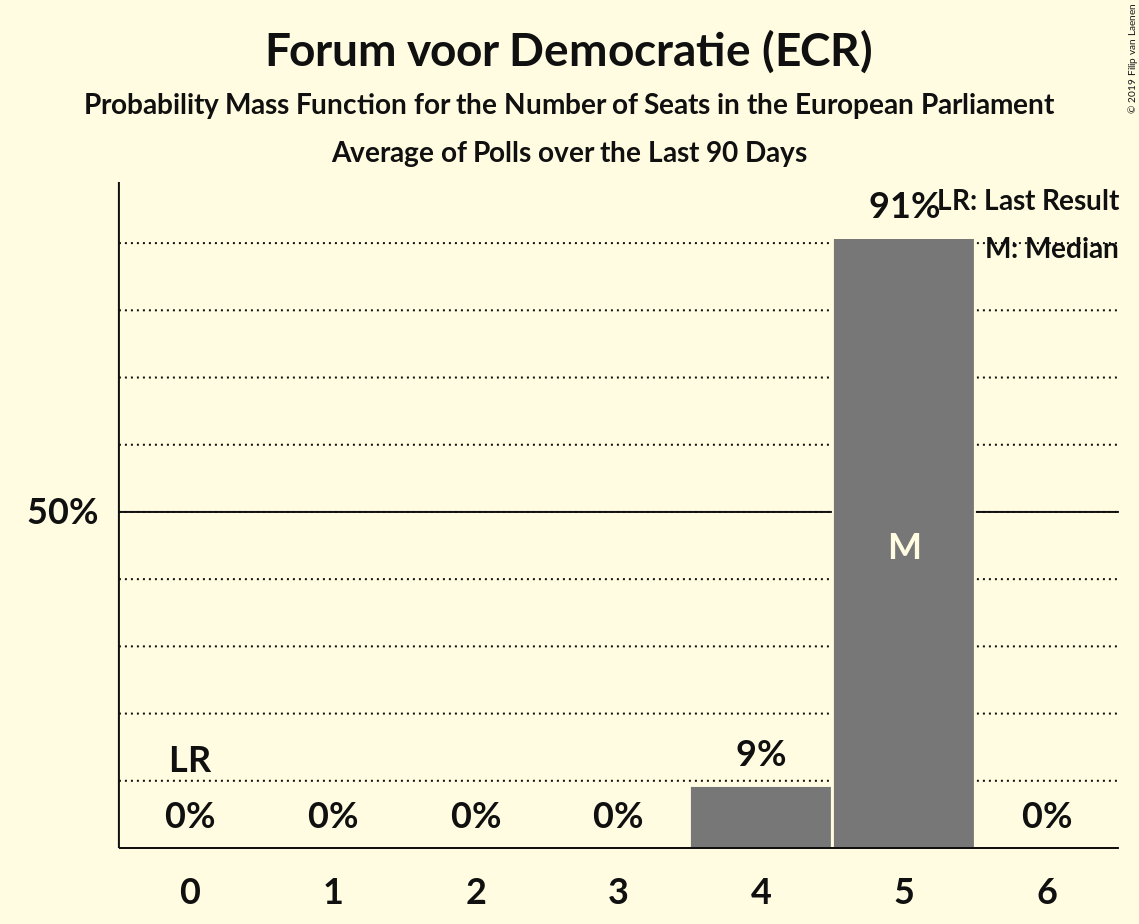 Forum voor Democratie (ECR)
Probability Mass Function for the Number of Seats in the European Parliament
Average of Polls over the Last 90 Days
© 2019 Filip van Laenen
91%
LR: Last Result
M: Median
50%
M
LR
9%
0%
0%
0%
0%
0%
0
1
2
3
4
5
6